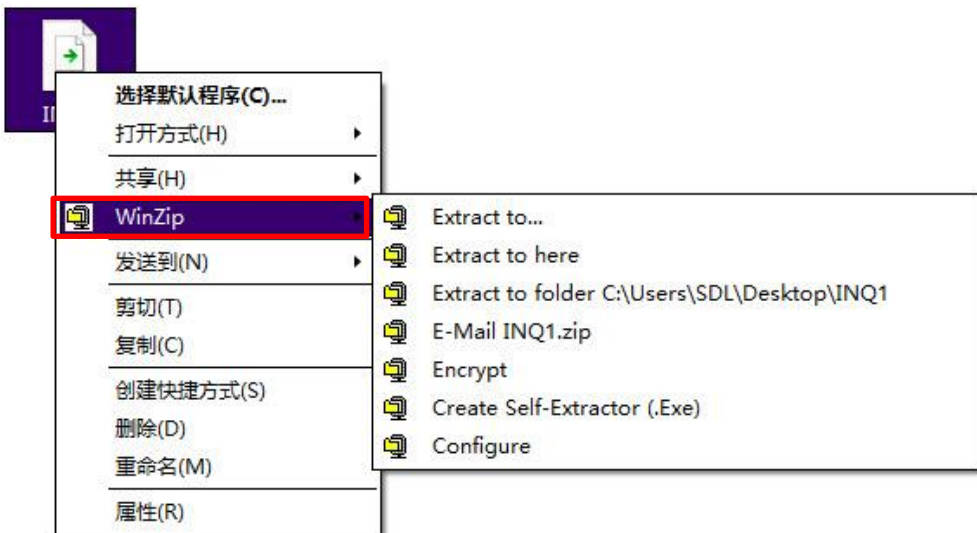 选择默认程序(C)...
打开方式(H)
共享(H)
WinZip
发送到(N)
剪切(T)
复制(C)
创建快捷方式(S)
删除(D)
重命名(M)
属性(R)
Extract to...
Extract to here
Extract to folder C:\Users\SDL\Desktop\INQ1
E-Mail INQ1.zip
Encrypt
Create Self-Extractor (.Exe)
Configure